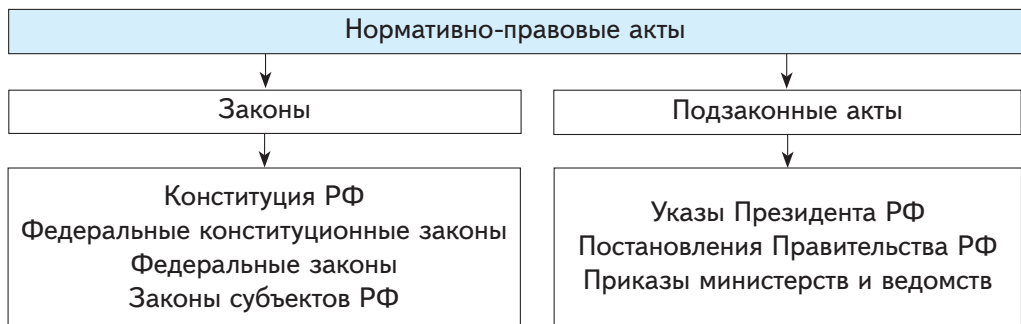 Нормативно-правовые акты
Законы
Подзаконные акты
Конституция РФ
Федеральные конституционные законы
Федеральные законы
Законы субъектов РФ
Указы Президента РФ
Постановления Правительства РФ
Приказы министерств и ведомств